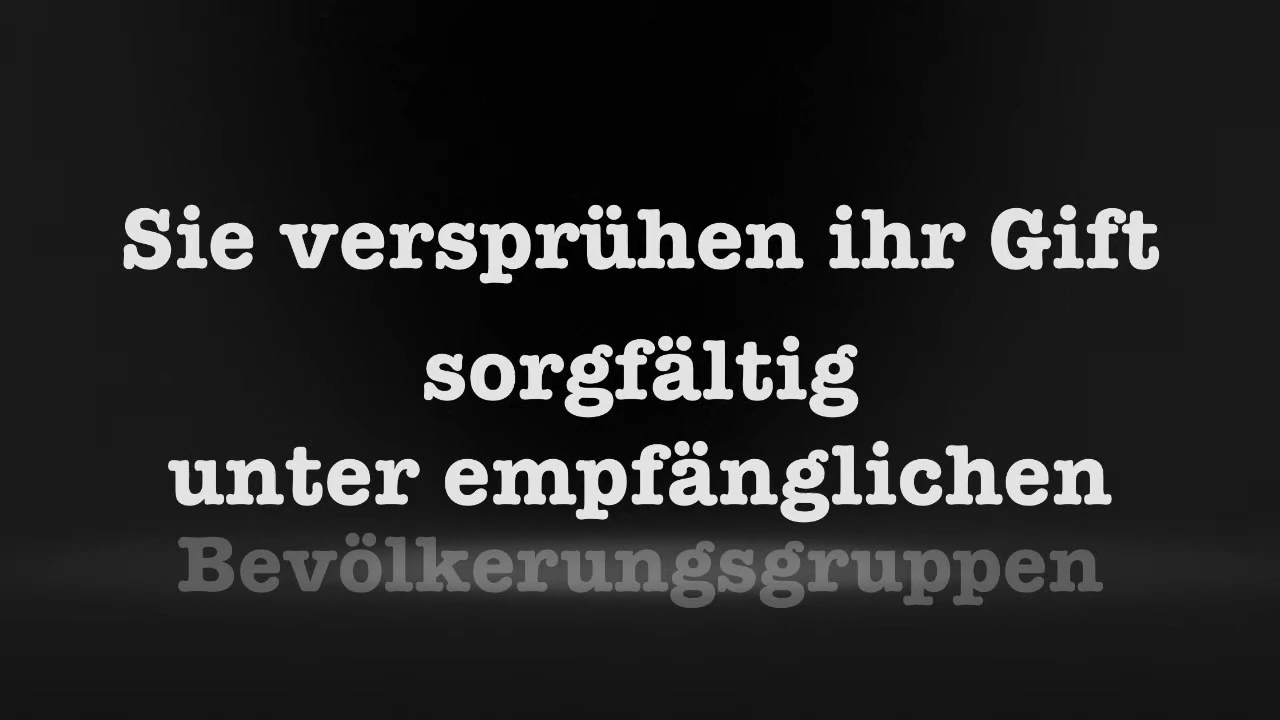 Sie versprühen ihr Gift
sorgfältig
unter empfänglichen
Bevölkerungsgruppen